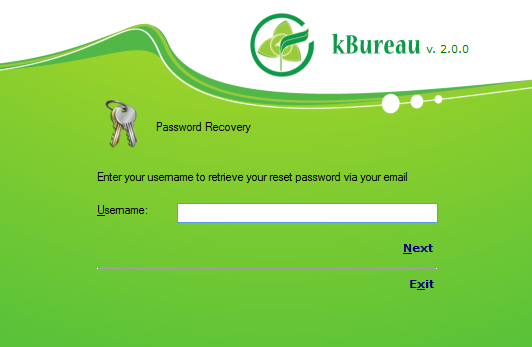 kBureau v. 2.0.0
Password Recovery
Enter your username to retrieve your reset password via your email
Username:
Next
Exit